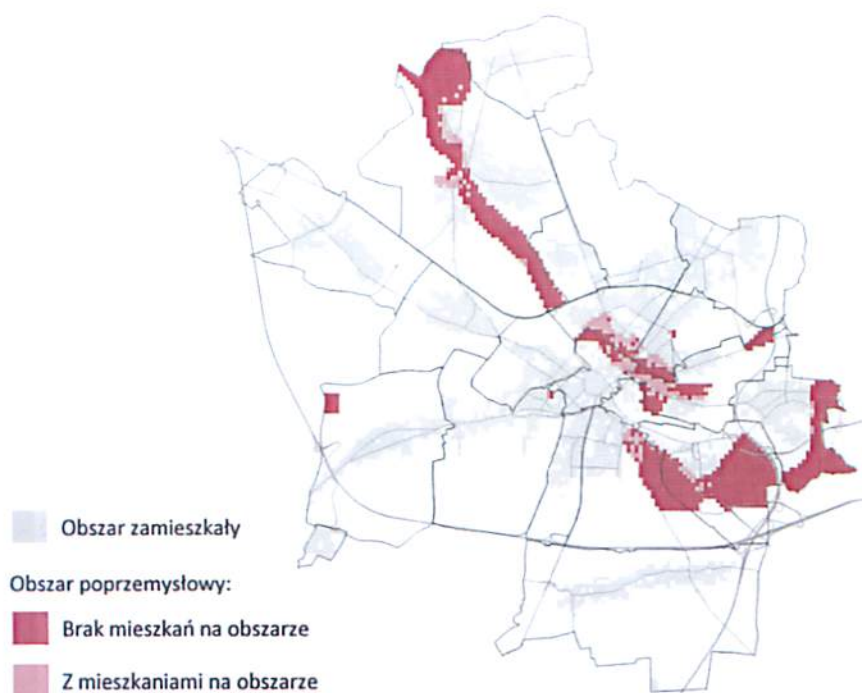 Obszar zamieszkały
Obszar poprzemysłowy:
Brak mieszkań na obszarze
Z mieszkaniami na obszarze